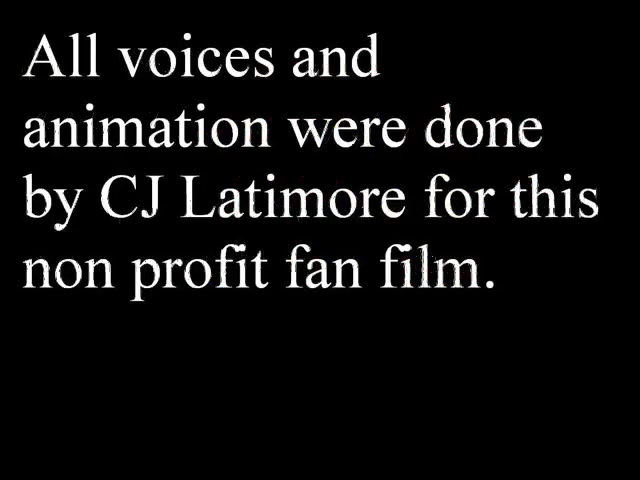 All voices and
animation were done
by CJ Latimore for this
non profit fan film.